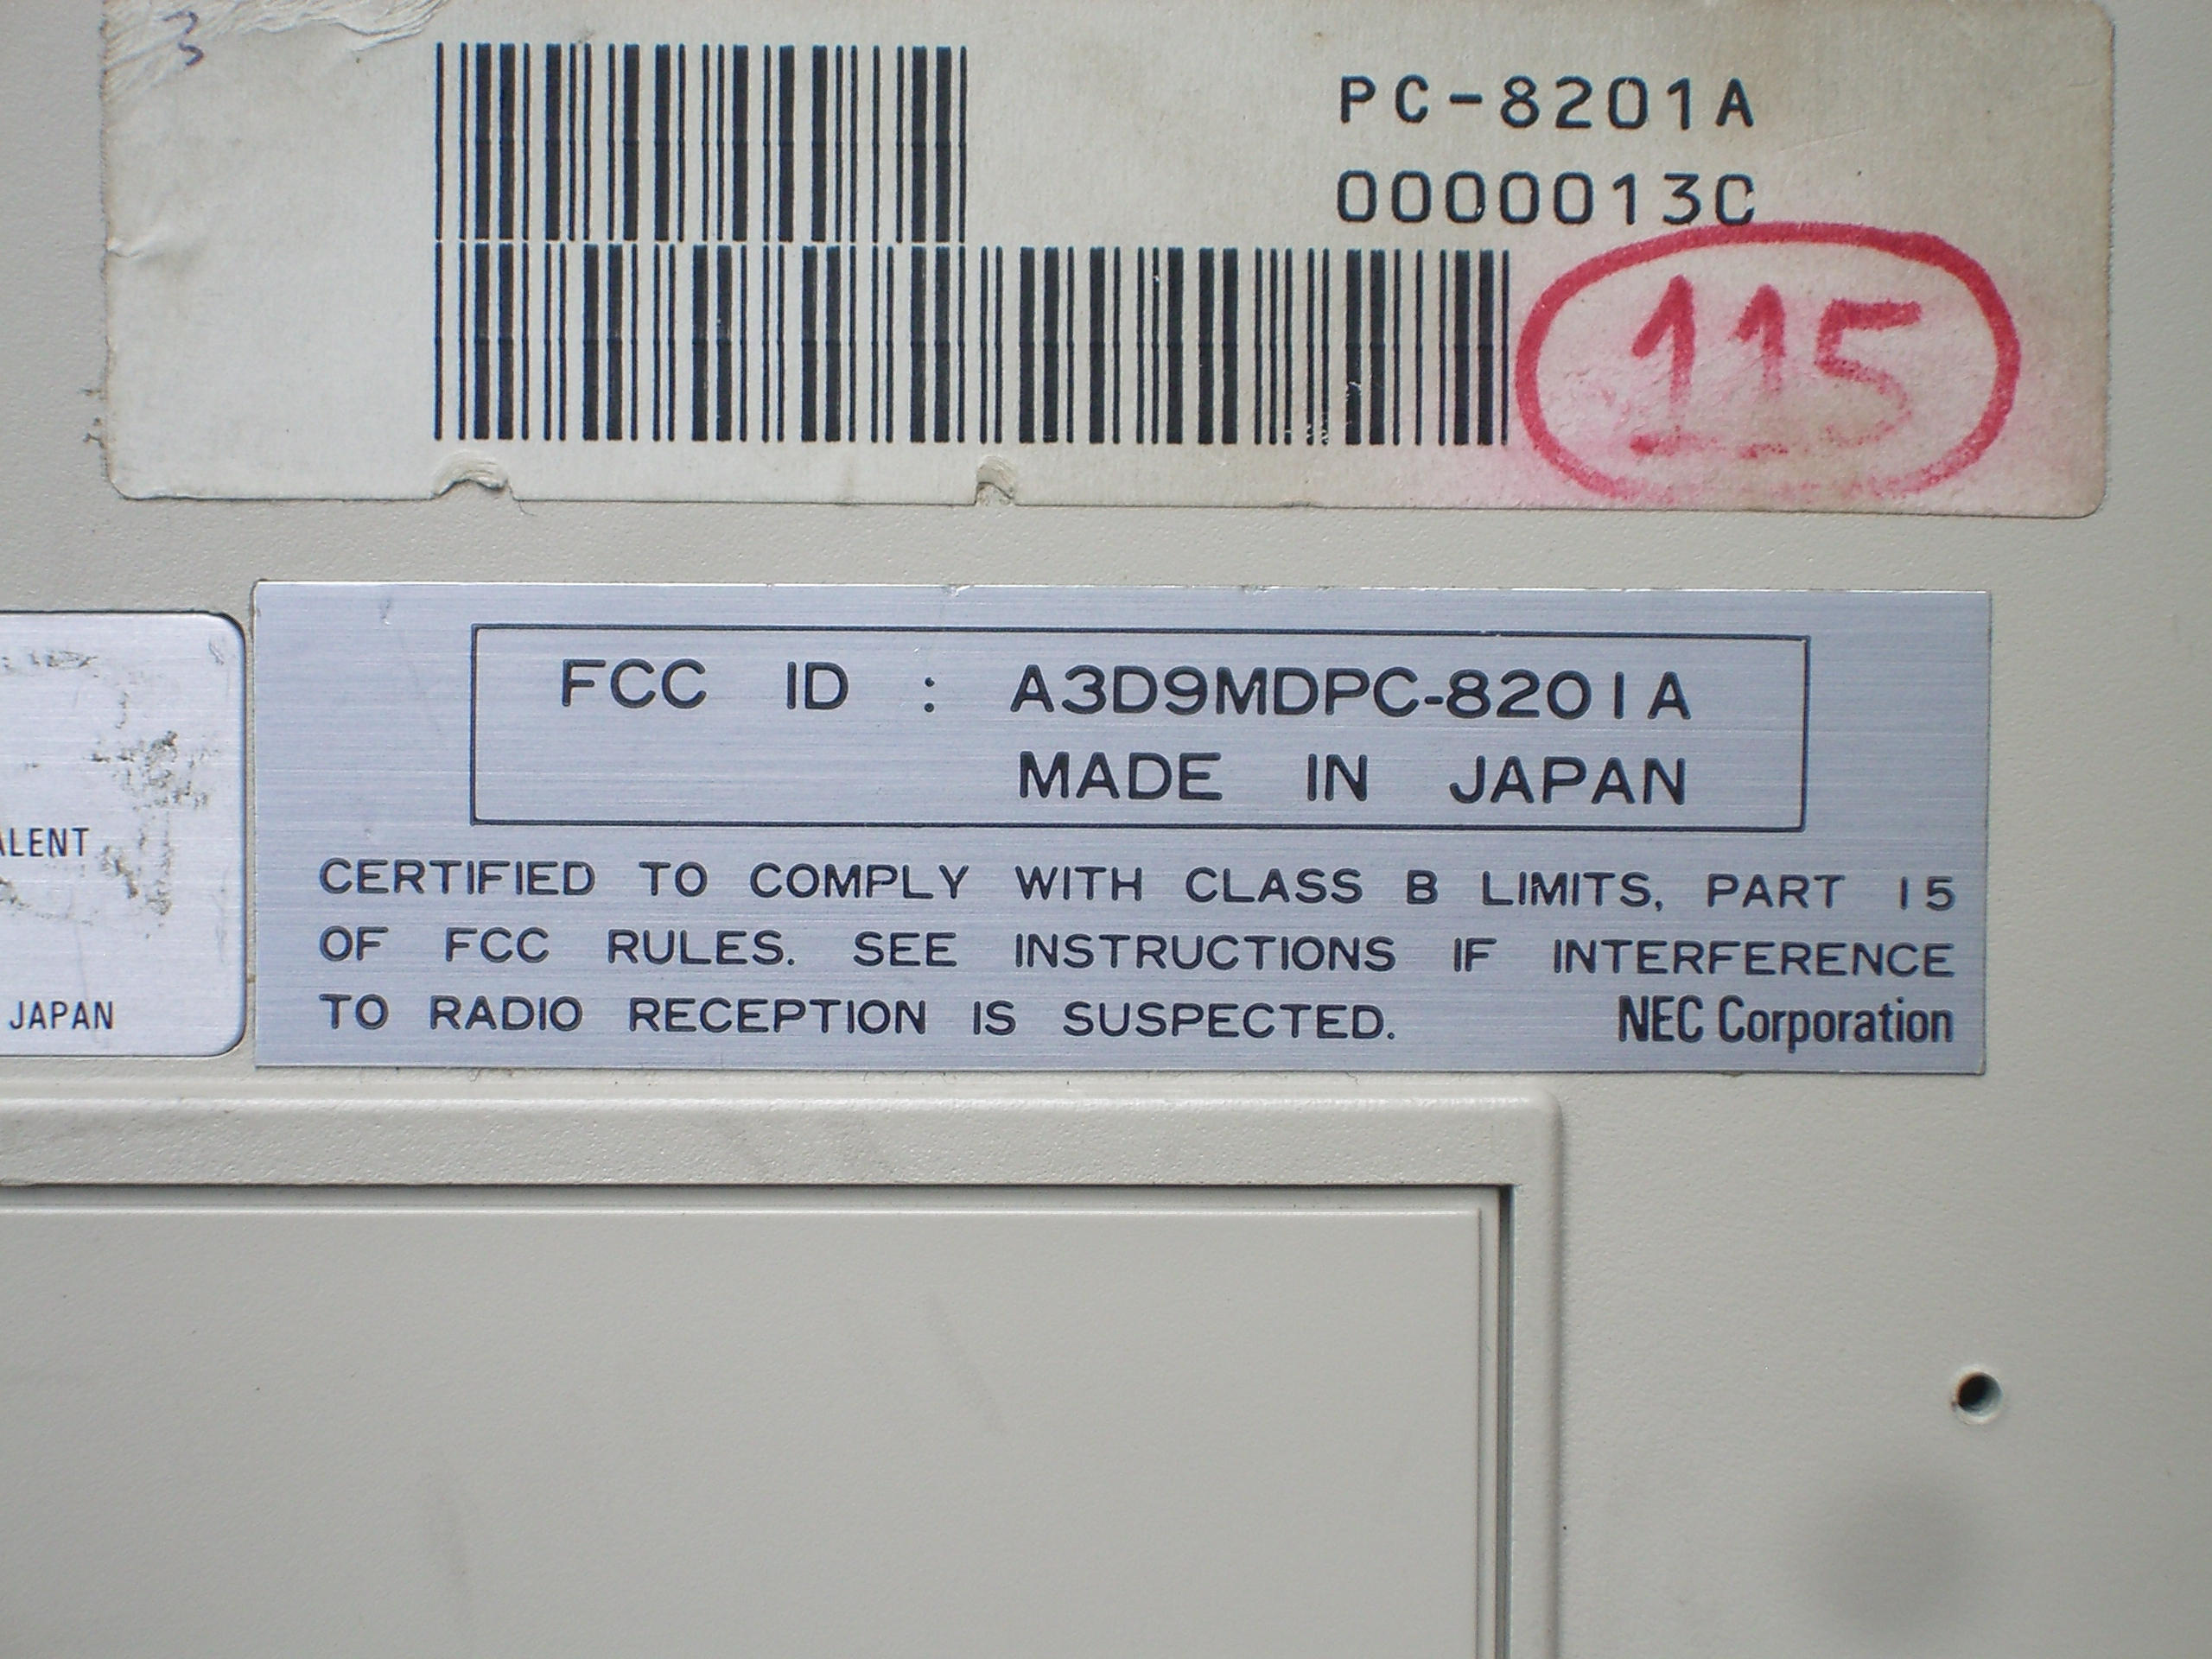 3
PC-8201A
0000013C
115
FCC ID : A3D9MDPC-8201A
MADE IN JAPAN
CERTIFIED TO COMPLY WITH CLASS B LIMITS, PART 15
OF FCC RULES. SEE INSTRUCTIONS IF INTERFERENCE
TO RADIO RECEPTION IS SUSPECTED. NEC Corporation
ALENT
JAPAN